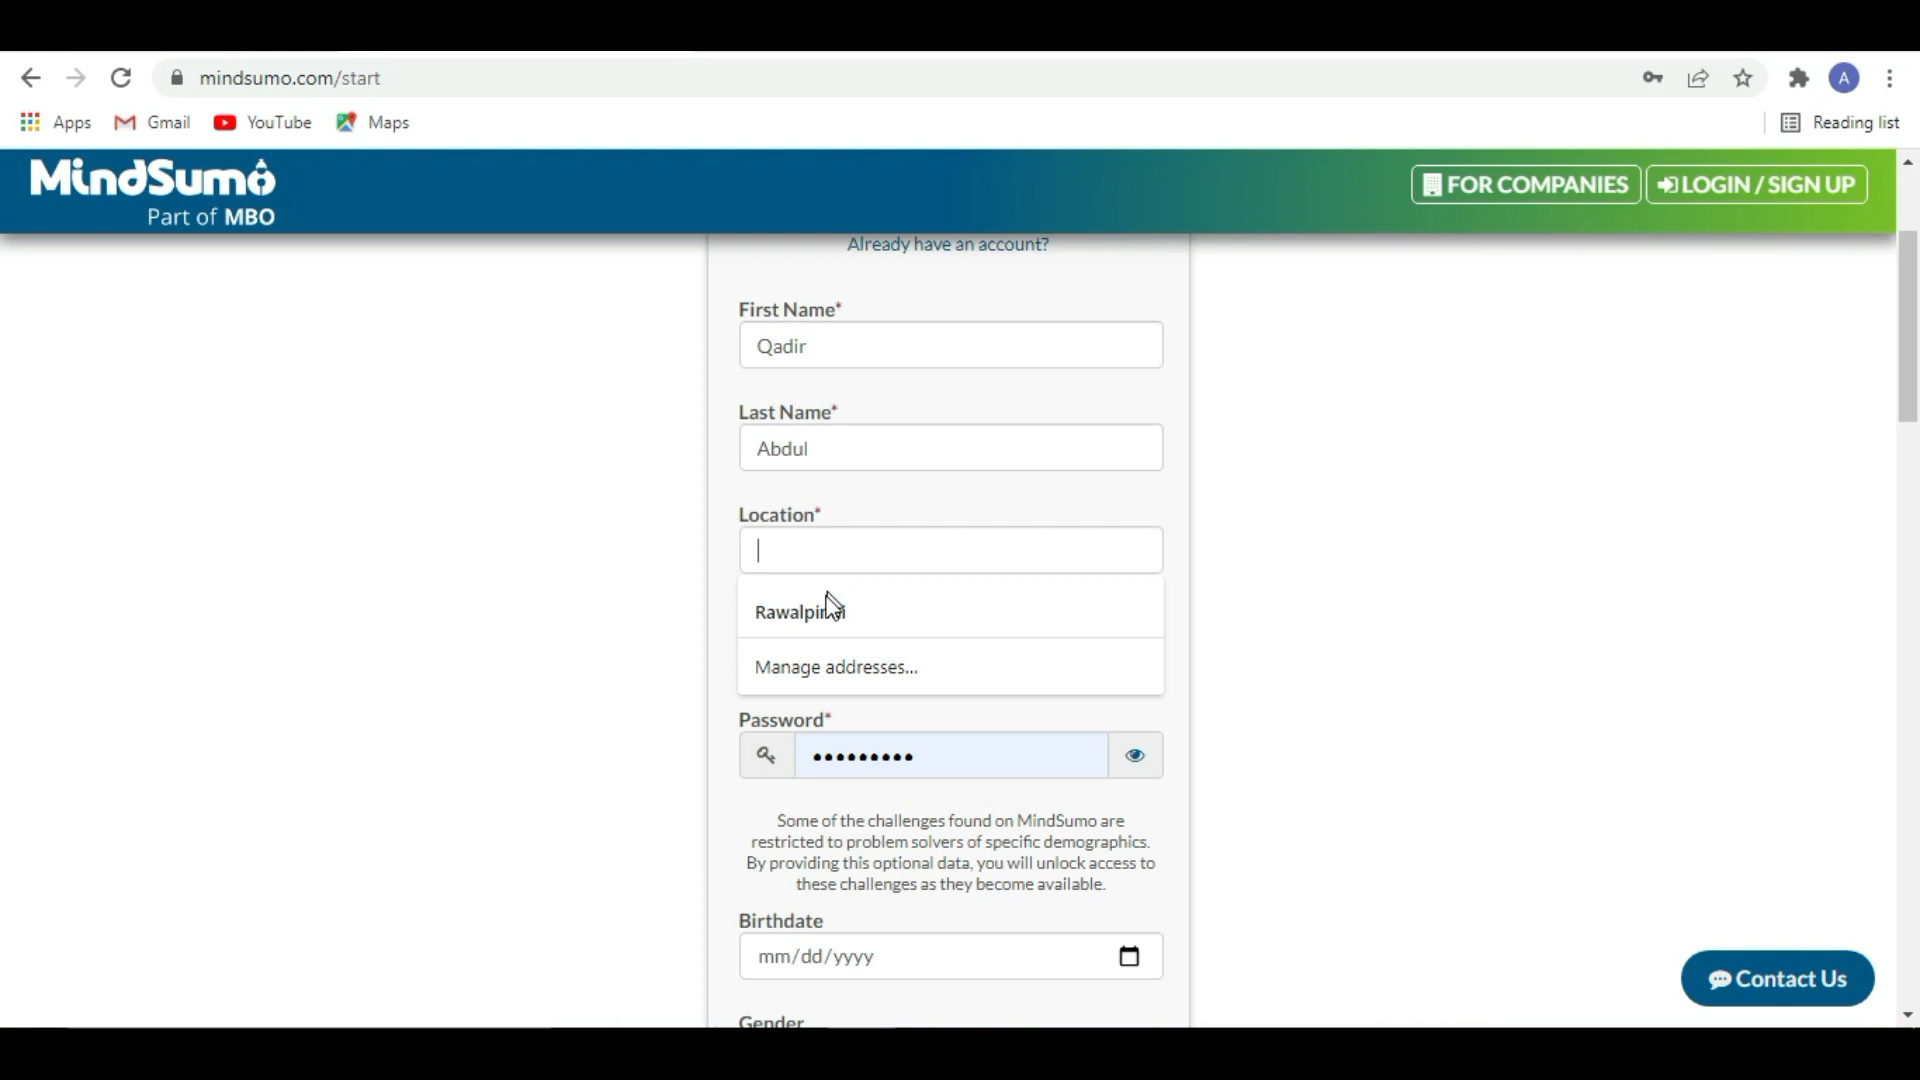 mindsumo.com/start
A
Apps
Gmail
YouTube
Maps
Reading list
MindSumo
Part of MBO
FOR COMPANIES
LOGIN / SIGN UP
Already have an account?
First Name*
Qadir
Last Name*
Abdul
Location*
Manage addresses...
Password*
Some of the challenges found on MindSumo are
restricted to problem solvers of specific demographics.
By providing this optional data, you will unlock access to
these challenges as they become available.
Birthdate
mm/dd/yyyy
Gender
Contact Us